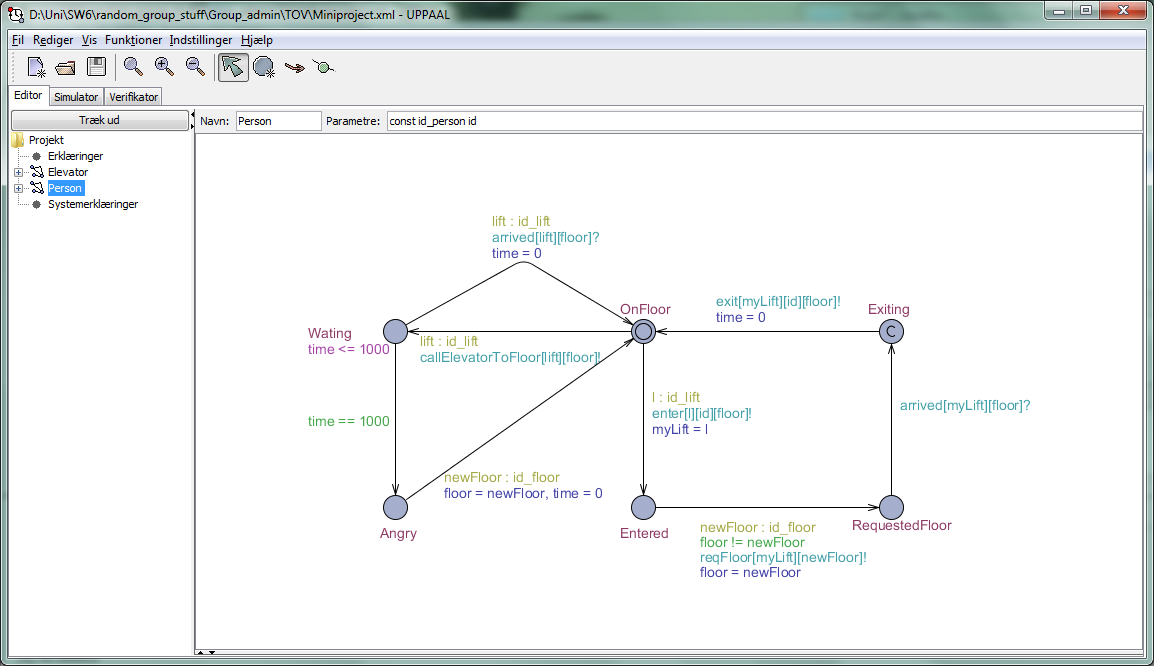 D:\Uni\SW6\random_group_stuff\Group_admin\TOV\Miniproject.xml - UPPAAL
Fil Rediger Vis Funktioner Indstillinger Hjælp
Editor Simulator Verifikator
Træk ud
Navn: Person Parametre: const id_person id
Projekt
Erklæringer
Elevator
Person
Systemerklæringer
lift : id_lift
arrived[lift][floor]?
time = 0
OnFloor
exit[myLift][id][floor]!
time = 0
Exiting
C
Wating
time <= 1000
lift : id_lift
callElevatorToFloor[lift][floor]!
l : id_lift
enter[l][id][floor]!
myLift = l
arrived[myLift][floor]?
time == 1000
newFloor : id_floor
floor = newFloor, time = 0
Angry
Entered
RequestedFloor
newFloor : id_floor
floor != newFloor
reqFloor[myLift][newFloor]!
floor = newFloor